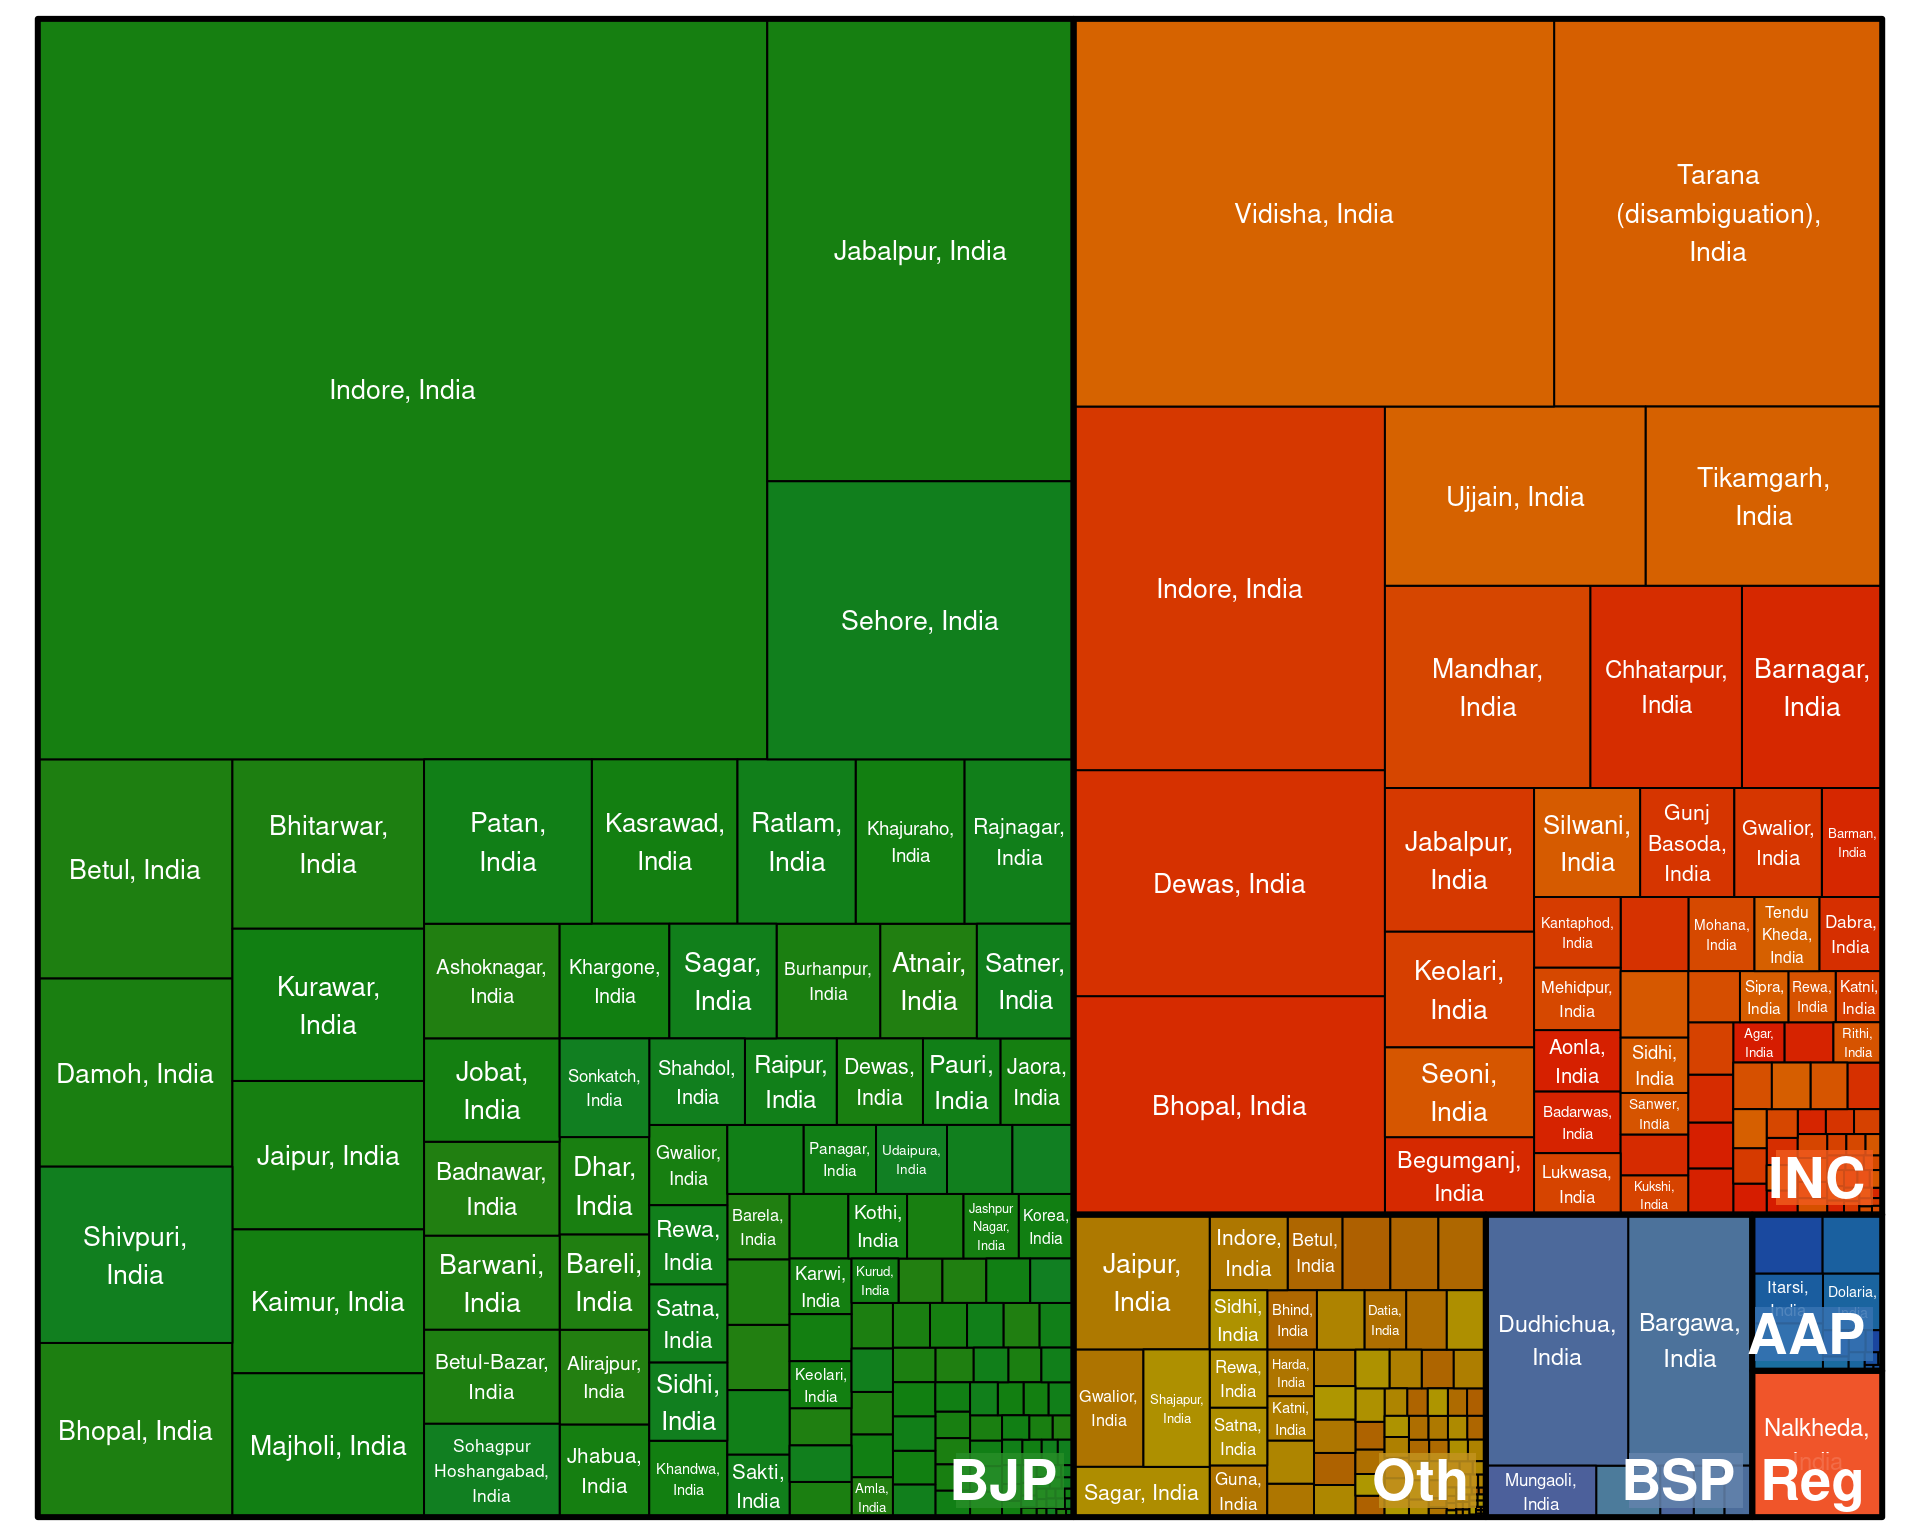 Indore, India
Jabalpur, India
Sehore, India
Betul, India
Damoh, India
Shivpuri,
India
Bhopal, India
Bhitarwar,
India
Kurawar,
India
Jaipur, India
Kaimur, India
Majholi, India
Patan,
India
Kasrawad,
India
Ratlam,
India
Khajuraho,
India
Rajnagar,
India
Ashoknagar,
India
Khargone,
India
Sagar,
India
Burhanpur,
India
Atnair,
India
Satner,
India
Jobat,
India
Badnawar,
India
Barwani,
India
Betul-Bazar,
India
Sohagpur
Hoshangabad,
India
Sonkatch,
India
Dhar,
India
Bareli,
India
Alirajpur,
India
Jhabua,
India
Shahdol,
India
Raipur,
India
Dewas,
India
Pauri,
India
Jaora,
India
Gwalior,
India
Rewa,
India
Satna,
India
Sidhi,
India
Khandwa,
India
Panagar,
India
Udaipura,
India
Barela,
India
Kothi,
India
Jashpur
Nagar,
India
Korea,
India
Karwi,
India
Kurud,
India
Keolari,
India
Sakti,
India
Amla,
India
BJP
Vidisha, India
Tarana
(disambiguation),
India
Indore, India
Dewas, India
Bhopal, India
Ujjain, India
Tikamgarh,
India
Mandhar,
India
Chhatarpur,
India
Barnagar,
India
Jabalpur,
India
Keolari,
India
Seoni,
India
Begumganj,
India
Silwani,
India
Gunj
Basoda,
India
Gwalior,
India
Barman,
India
Kantaphod,
India
Mohana,
India
Tendu
Kheda,
India
Dabra,
India
Mehidpur,
India
Sipra,
India
Rewa,
India
Katni,
India
Aonla,
India
Sidhi,
India
Agar,
India
Rithi,
India
Badarwas,
India
Sanwer,
India
Lukwasa,
India
Kukshi,
India
INC
Jaipur,
India
Indore,
India
Betul,
India
Sidhi,
India
Bhind,
India
Datia,
India
Gwalior,
India
Shajapur,
India
Rewa,
India
Harda,
India
Satna,
India
Katni,
India
Sagar, India
Guna,
India
Oth
Dudhichua,
India
Bargawa,
India
Mungaoli,
India
BSP
Itarsi,
India
Dolaria,
India
AAP
Nalkheda,
India
Reg